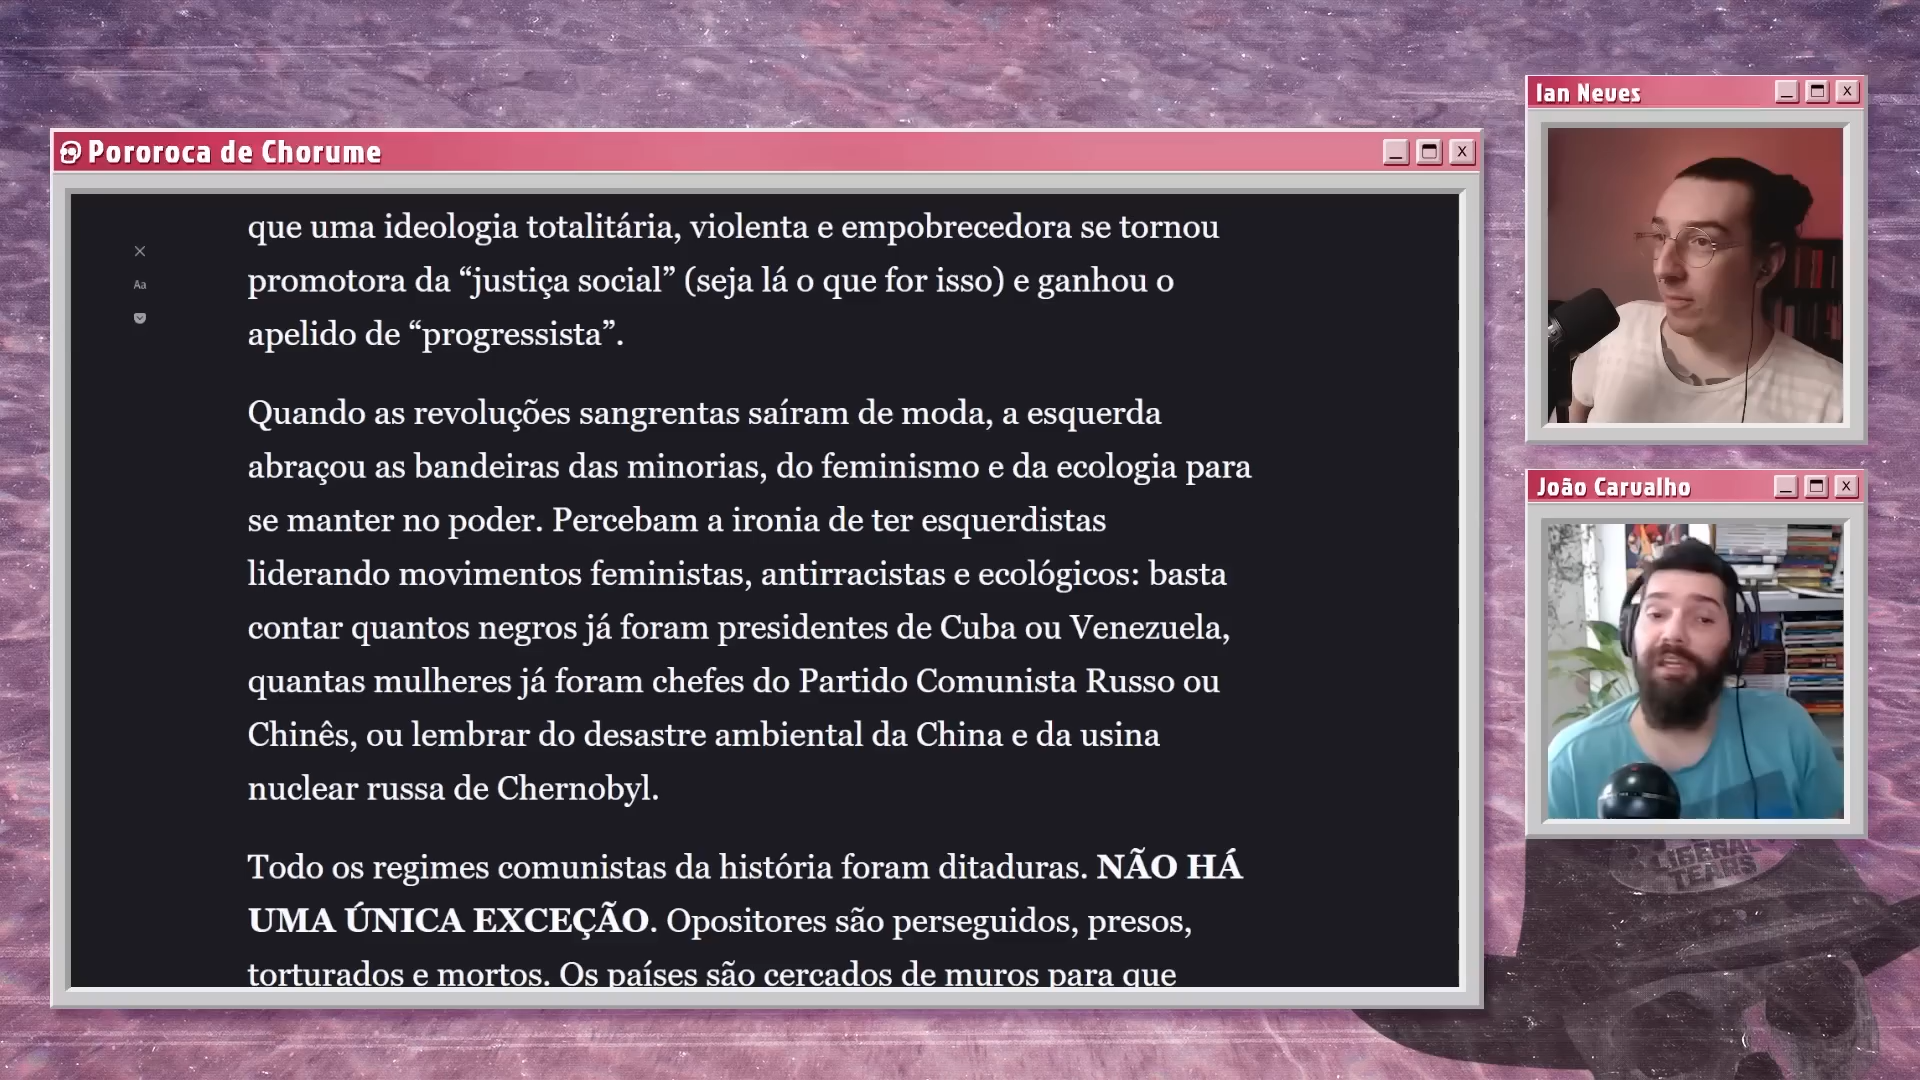 Pororoca de Chorume
Aa
que uma ideologia totalitária, violenta e empobrecedora se tornou
promotora da “justiça social” (seja lá o que for isso) e ganhou o
apelido de “progressista”.
Quando as revoluções sangrentas saíram de moda, a esquerda
abraçou as bandeiras das minorias, do feminismo e da ecologia para
se manter no poder. Percebam a ironia de ter esquerdistas
liderando movimentos feministas, antirracistas e ecológicos: basta
contar quantos negros já foram presidentes de Cuba ou Venezuela,
quantas mulheres já foram chefes do Partido Comunista Russo ou
Chinês, ou lembrar do desastre ambiental da China e da usina
nuclear russa de Chernobyl.
Todo os regimes comunistas da história foram ditaduras. NÃO HÁ
UMA ÚNICA EXCEÇÃO. Opositores são perseguidos, presos,
torturados e mortos. Os países são cercados de muros para que
Ian Neves
João Carvalho
LIBERAL
TEARS